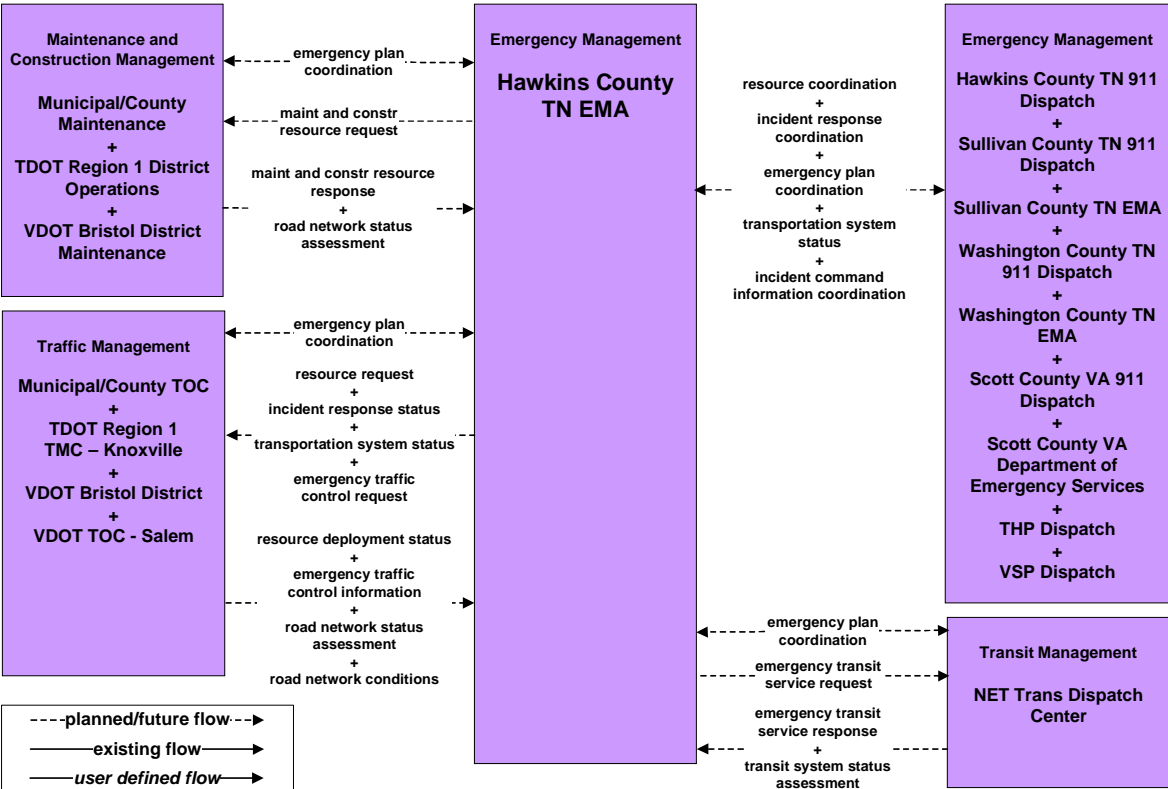 Maintenance and
Construction Management
Municipal/County
Maintenance
+
TDOT Region 1 District
Operations
+
VDOT Bristol District
Maintenance
emergency plan
coordination
maint and constr
resource request
maint and constr resource
response
+
road network status
assessment
Traffic Management
Municipal/County TOC
+
TDOT Region 1
TMC – Knoxville
+
VDOT Bristol District
+
VDOT TOC - Salem
emergency plan
coordination
resource request
+
incident response status
+
transportation system status
+
emergency traffic
control request
resource deployment status
+
emergency traffic
control information
+
road network status
assessment
+
road network conditions
planned/future flow
existing flow
user defined flow
Emergency Management
Hawkins County
TN EMA
resource coordination
+
incident response
coordination
+
emergency plan
coordination
+
transportation system
status
+
incident command
information coordination
Emergency Management
Hawkins County TN 911
Dispatch
+
Sullivan County TN 911
Dispatch
+
Sullivan County TN EMA
+
Washington County TN
911 Dispatch
+
Washington County TN
EMA
+
Scott County VA 911
Dispatch
+
Scott County VA
Department of
Emergency Services
+
THP Dispatch
+
VSP Dispatch
emergency plan
coordination
emergency transit
service request
emergency transit
service response
+
transit system status
assessment
Transit Management
NET Trans Dispatch
Center